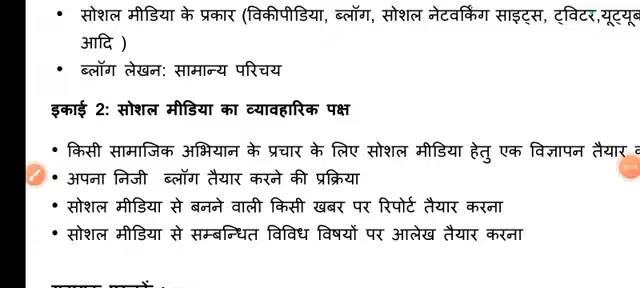 • सोशल मीडिया के प्रकार (विकीपीडिया, ब्लॉग, सोशल नेटवर्किंग साइट्स, ट्विटर,यूट्यूब
आदि )
• ब्लॉग लेखन: सामान्य परिचय
इकाई 2: सोशल मीडिया का व्यावहारिक पक्ष
• किसी सामाजिक अभियान के प्रचार के लिए सोशल मीडिया हेतु एक विज्ञापन तैयार
• अपना निजी ब्लॉग तैयार करने की प्रक्रिया
• सोशल मीडिया से बनने वाली किसी खबर पर रिपोर्ट तैयार करना
• सोशल मीडिया से सम्बन्धित विविध विषयों पर आलेख तैयार करना